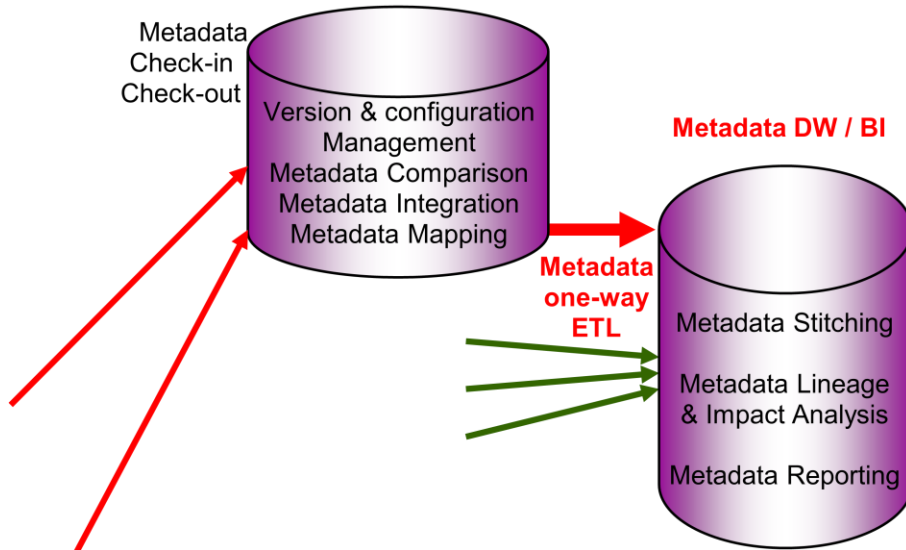 Metadata
Check-in
Check-out
Version & configuration
Management
Metadata Comparison
Metadata Integration
Metadata Mapping
Metadata DW / BI
Metadata
one-way
ETL
Metadata Stitching
Metadata Lineage
& Impact Analysis
Metadata Reporting